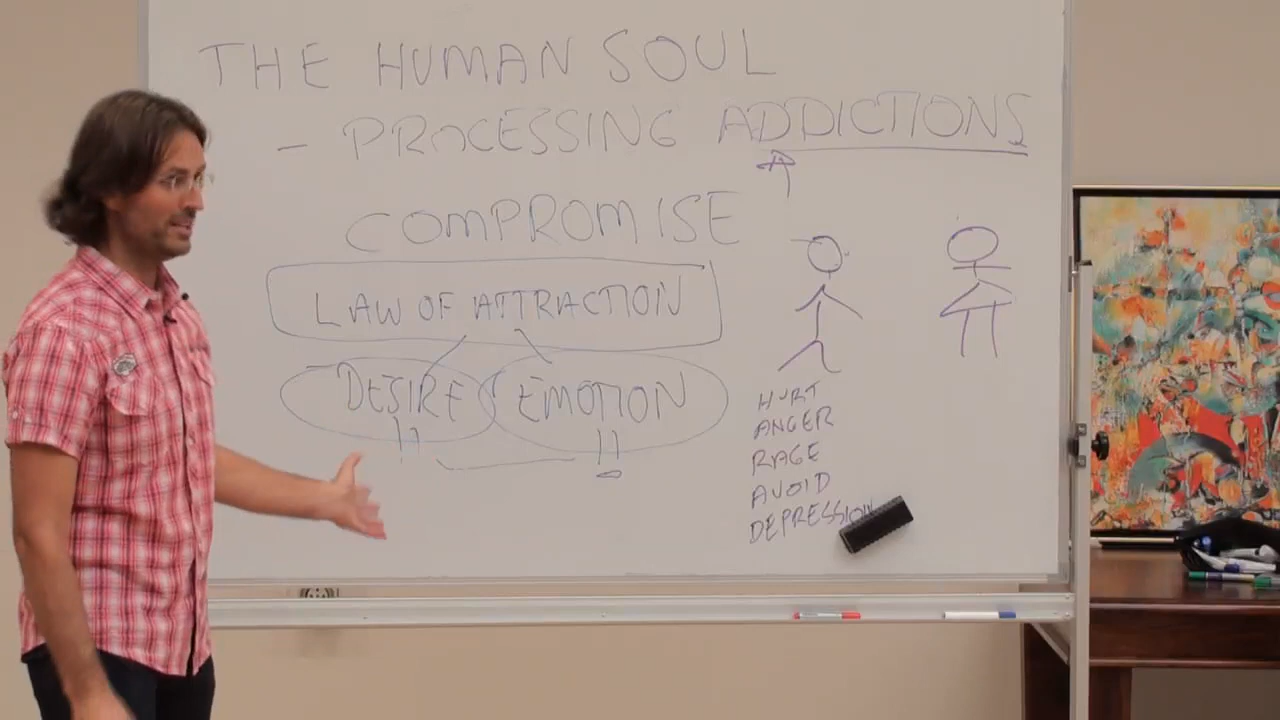 THE HUMAN SOUL
- PROCESSING ADDICTIONS
COMPROMISE
LAW OF ATTRACTION
DESIRE EMOTION
HURT
ANGER
RAGE
AVOID
DEPRESSION